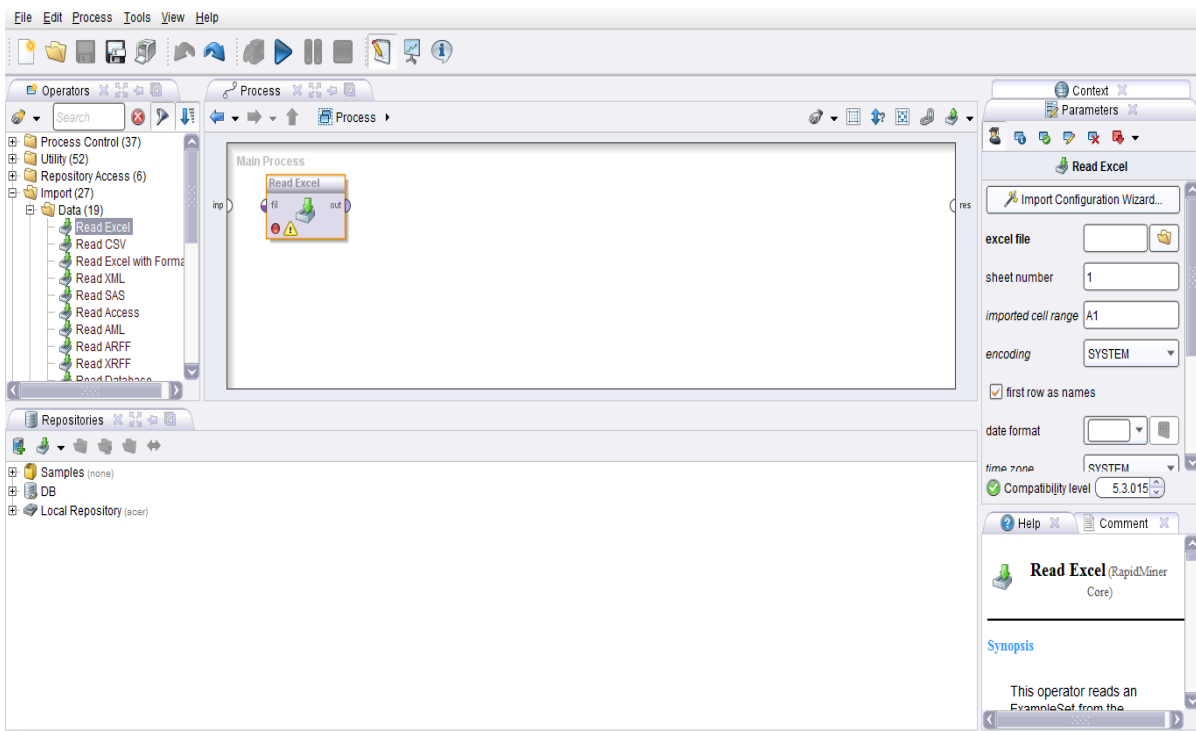 File Edit Process Tools View Help
Operators
Process
Context
Search
Process
Parameters
Process Control (37)
Utility (52)
Repository Access (6)
Import (27)
Data (19)
Read Excel
Read CSV
Read Excel with Forma
Read XML
Read SAS
Read Access
Read AML
Read ARFF
Read XRFF
Read Database
Main Process
Read Excel
inp
fil
out
res
Read Excel
Import Configuration Wizard...
excel file
sheet number 1
imported cell range A1
encoding SYSTEM
first row as names
date format
time zone SYSTEM
Compatibility level 5.3.015
Repositories
Samples (none)
DB
Local Repository (acer)
Help Comment
Read Excel (RapidMiner
Core)
Synopsis
This operator reads an
ExampleSet from the